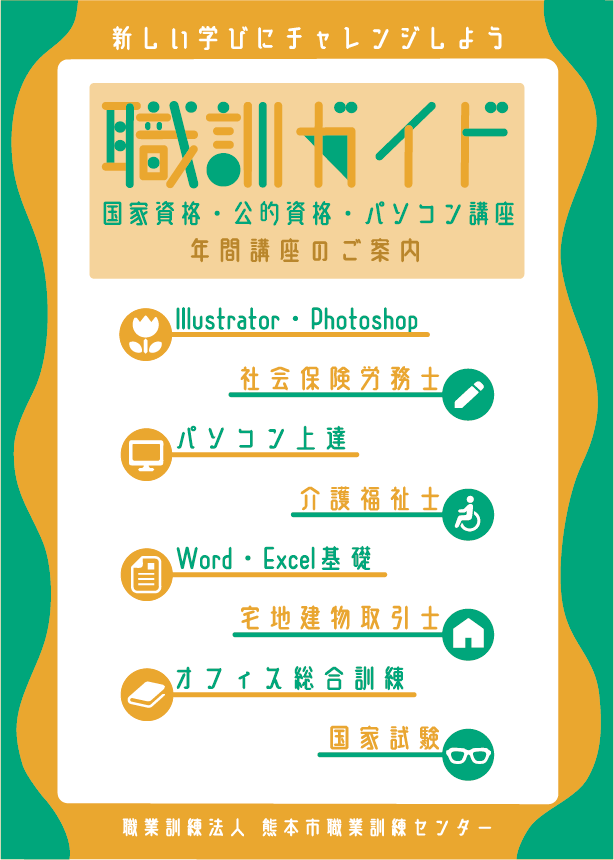 新しい学びにチャレンジしよう
職訓ガイド
国家資格・公的資格・パソコン講座
年間講座のご案内
Illustrator・Photoshop
社会保険労務士
パソコン上達
介護福祉士
Word・Excel基礎
宅地建物取引士
オフィス総合訓練
国家試験
職業訓練法人 熊本市職業訓練センター